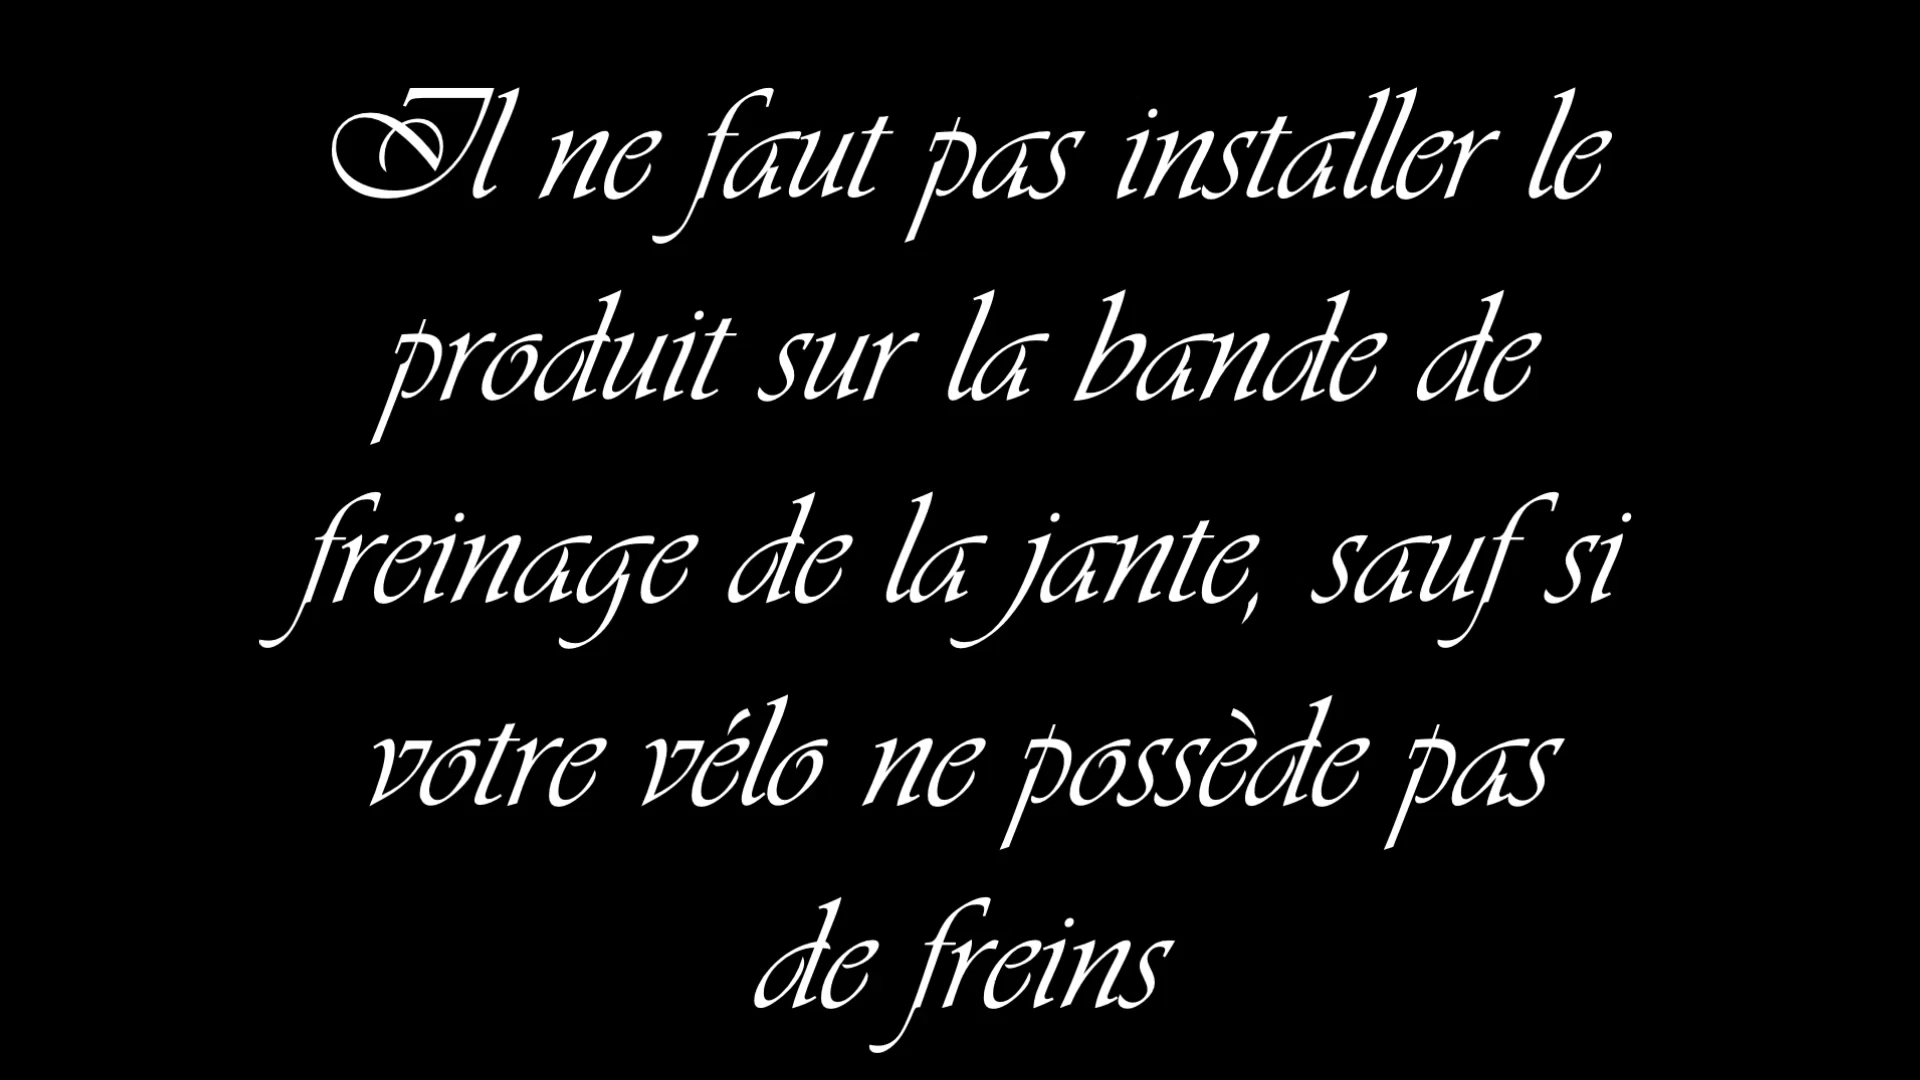 Il ne faut pas installer le
produit sur la bande de
freinage de la jante, sauf si
votre vélo ne possède pas
de freins